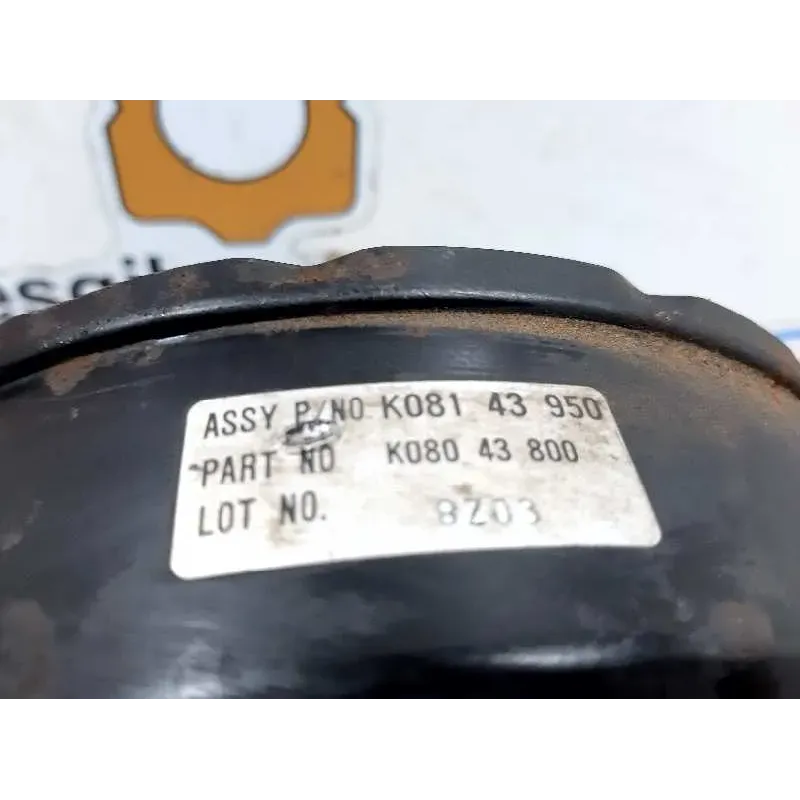 ASSY P/NO K081 43 950
PART NO K080 43 800
LOT NO. 8Z03